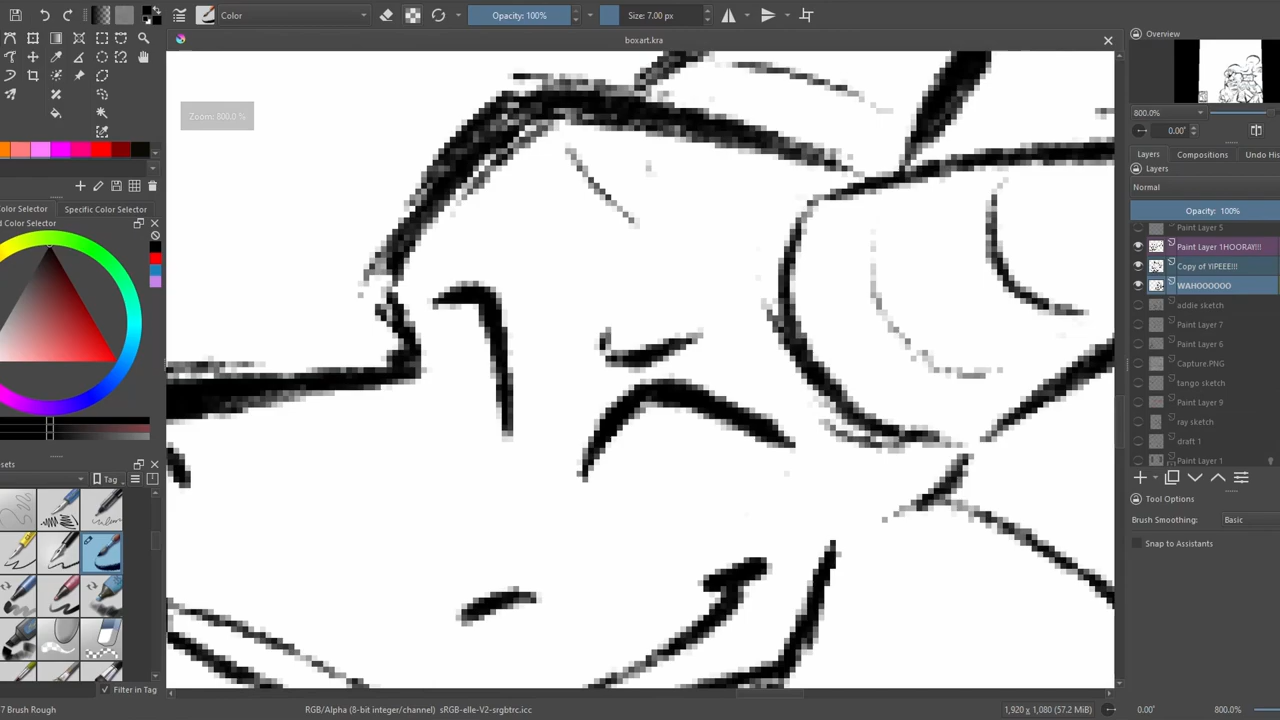 Color
Opacity: 100%
Size: 7.00 px
boxart.kra
Overview
Zoom: 800.0 %
800.0%
0.00°
Layers
Compositions
Undo His
Layers
Normal
Opacity: 100%
Paint Layer 5
Paint Layer 1HOORAY!!!
Copy of YIPEEE!!!
WAHOOOOOO
addie sketch
Paint Layer 7
Paint Layer 6
Capture.PNG
tango sketch
Paint Layer 9
ray sketch
draft 1
Paint Layer 1
Color Selector
Specific Color Selector
d Color Selector
sets
Tag
Tool Options
Brush Smoothing:
Basic
Snap to Assistants
Filter in Tag
7 Brush Rough
RGB/Alpha (8-bit integer/channel) sRGB-elle-V2-srgbtrc.icc
1,920 x 1,080 (57.2 MiB)
0.00°
800.0%